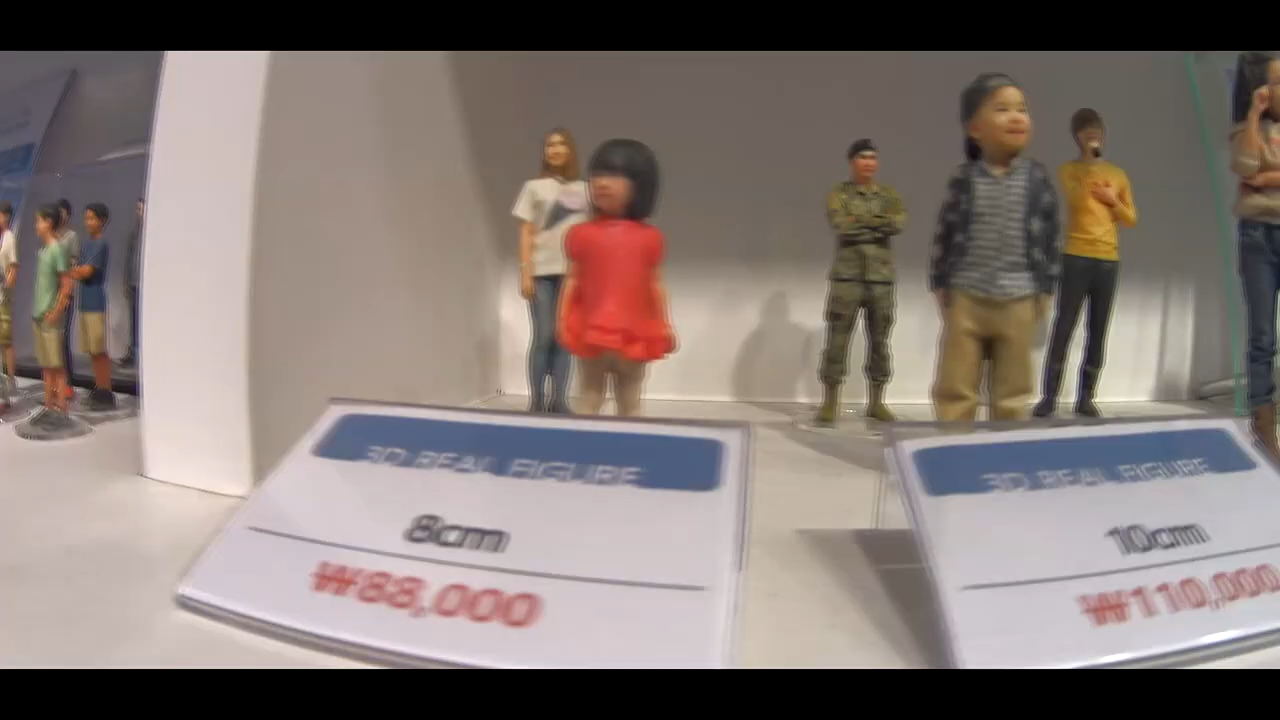 3D REAL FIGURE
8cm
₩88,000
3D REAL FIGURE
10cm
₩110,000